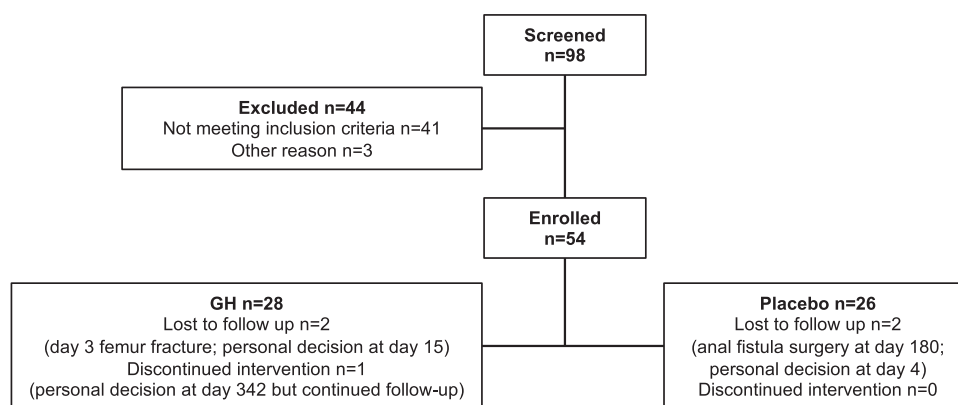 Screened
n=98
Excluded n=44
Not meeting inclusion criteria n=41
Other reason n=3
Enrolled
n=54
GH n=28
Lost to follow up n=2
(day 3 femur fracture; personal decision at day 15)
Discontinued intervention n=1
(personal decision at day 342 but continued follow-up)
Placebo n=26
Lost to follow up n=2
(anal fistula surgery at day 180;
personal decision at day 4)
Discontinued intervention n=0